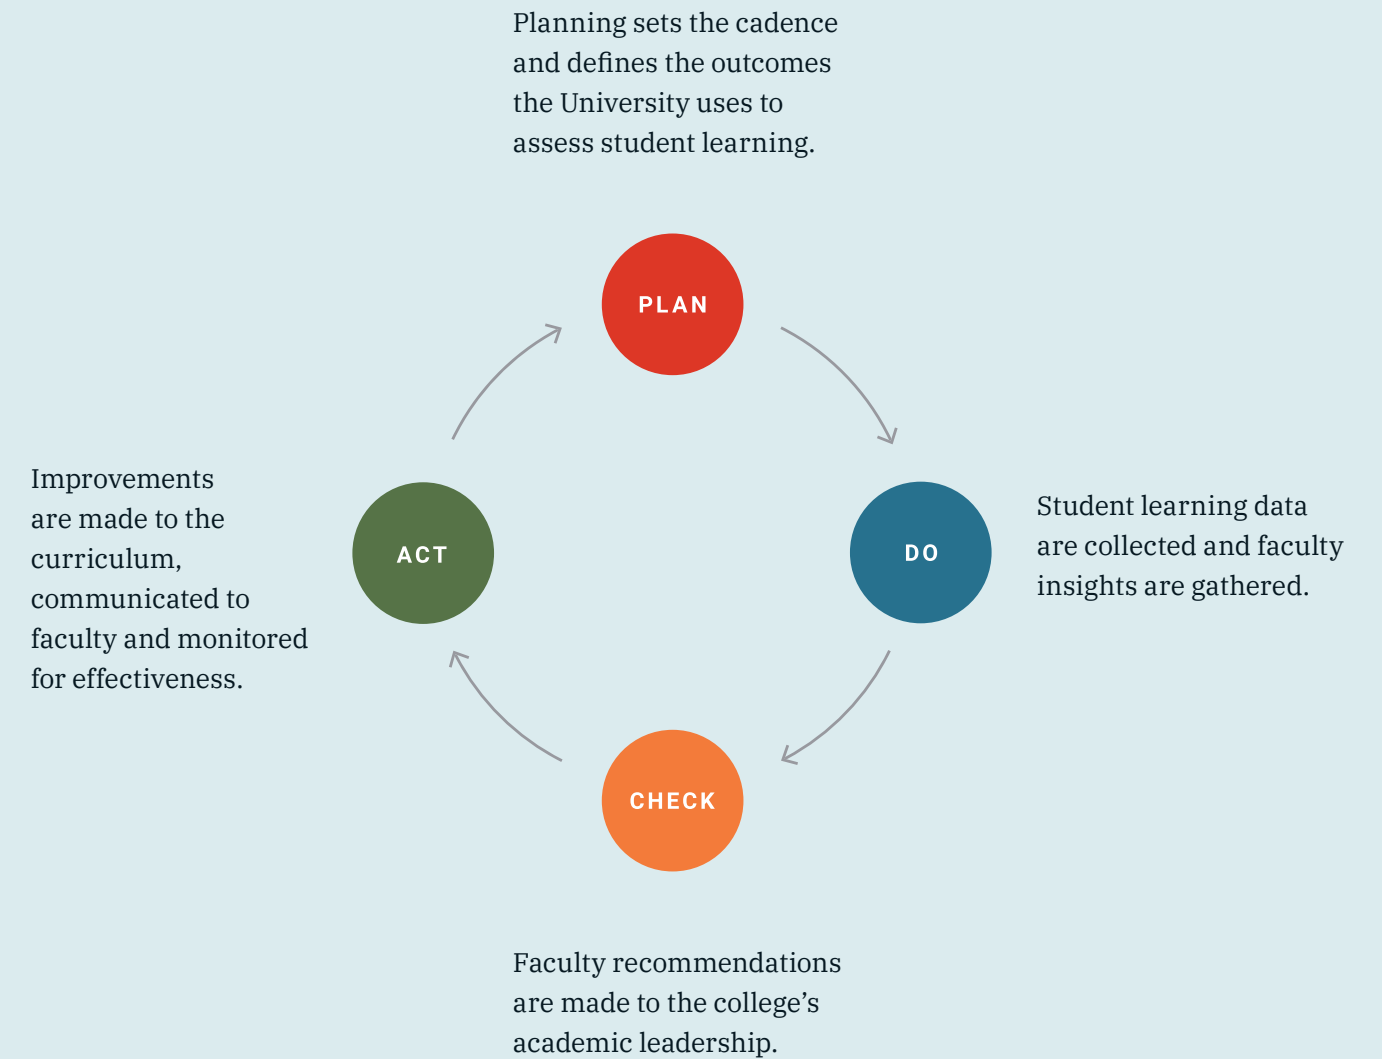 Planning sets the cadence
and defines the outcomes
the University uses to
assess student learning.
PLAN
DO
Student learning data
are collected and faculty
insights are gathered.
CHECK
Faculty recommendations
are made to the college’s
academic leadership.
ACT
Improvements
are made to the
curriculum,
communicated to
faculty and monitored
for effectiveness.